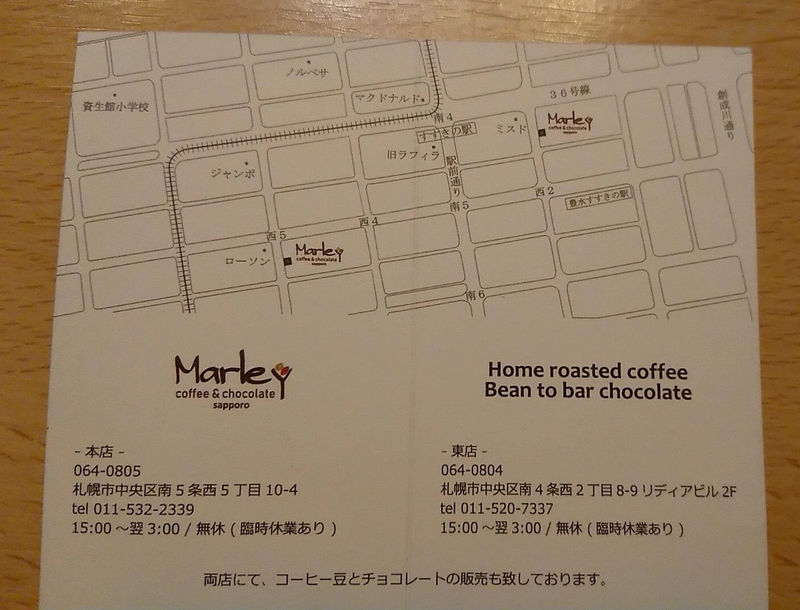 ノルベサ
資生館小学校
マクドナルド
36号線
創成川通り
Marley
coffee & chocolate
sapporo
南4
すすきの駅
ミスド
旧ラフィラ
駅前通り
ジャンボ
西2
豊水すすきの駅
南5
西4
西5
Marley
coffee & chocolate
sapporo
ローソン
南6
Marley
coffee & chocolate
sapporo
Home roasted coffee
Bean to bar chocolate
- 本店 -
064-0805
札幌市中央区南5条西5丁目10-4
tel 011-532-2339
15:00 ～翌 3:00 / 無休 ( 臨時休業あり )
- 東店 -
064-0804
札幌市中央区南4条西2丁目8-9リディアビル2F
tel 011-520-7337
15:00 ～翌 3:00 / 無休 ( 臨時休業あり )
両店にて、コーヒー豆とチョコレートの販売も致しております。